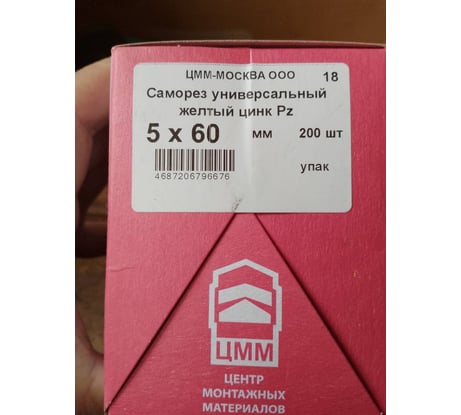 ЦММ-МОСКВА ООО 18
Саморез универсальный
желтый цинк Pz
5 x 60 мм 200 шт
4687206796676
упак
ЦММ
ЦЕНТР
МОНТАЖНЫХ
МАТЕРИАЛОВ